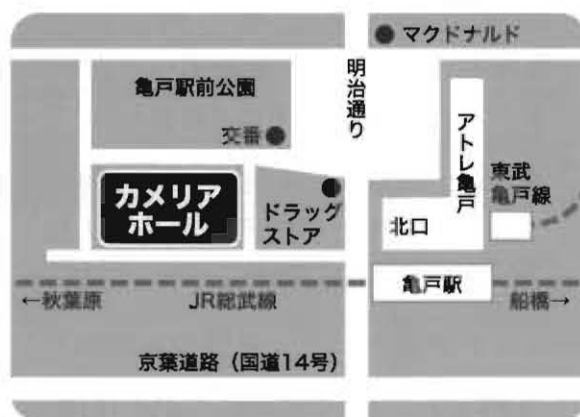 マクドナルド
亀戸駅前公園
交番
明治通り
アトレ亀戸
東武
亀戸線
カメリア
ホール
ドラッグ
ストア
北口
亀戸駅
←秋葉原
JR総武線
船橋→
京葉道路（国道14号）